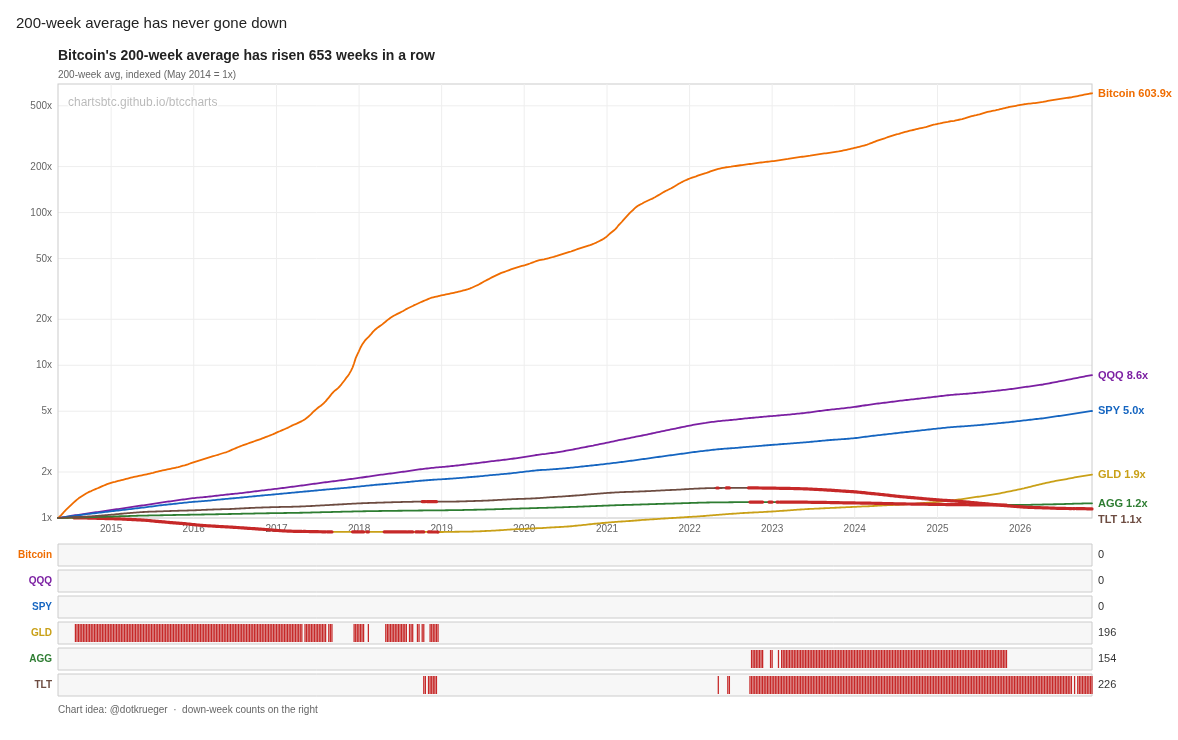 200-week average has never gone down
Bitcoin's 200-week average has risen 653 weeks in a row
200-week avg, indexed (May 2014 = 1x)
chartsbtc.github.io/btccharts
500x
200x
100x
50x
20x
10x
5x
2x
1x
Bitcoin 603.9x
QQQ 8.6x
SPY 5.0x
GLD 1.9x
AGG 1.2x
TLT 1.1x
2015 2016 2017 2018 2019 2020 2021 2022 2023 2024 2025 2026
Bitcoin 0
QQQ 0
SPY 0
GLD 196
AGG 154
TLT 226
Chart idea: @dotkrueger · down-week counts on the right